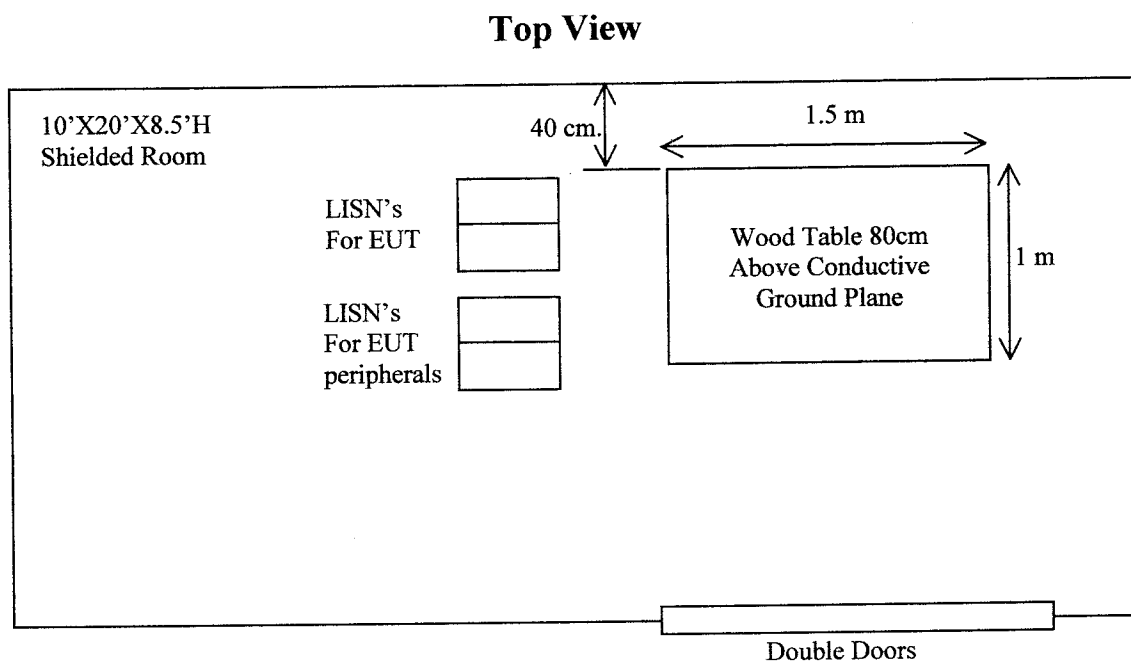 Top View
10’X20’X8.5’H
Shielded Room
40 cm.
1.5 m
LISN’s
For EUT
Wood Table 80cm
Above Conductive
Ground Plane
1 m
LISN’s
For EUT
peripherals
Double Doors